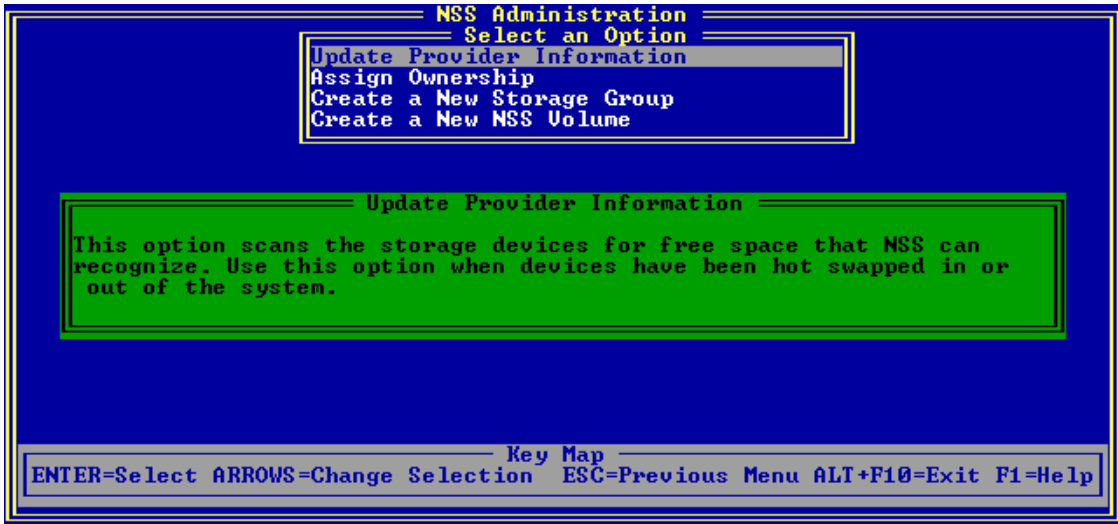 NSS Administration
Select an Option
Update Provider Information
Assign Ownership
Create a New Storage Group
Create a New NSS Volume
Update Provider Information
This option scans the storage devices for free space that NSS can
recognize. Use this option when devices have been hot swapped in or
out of the system.
Key Map
ENTER=Select ARROWS=Change Selection ESC=Previous Menu ALT+F10=Exit F1=Help